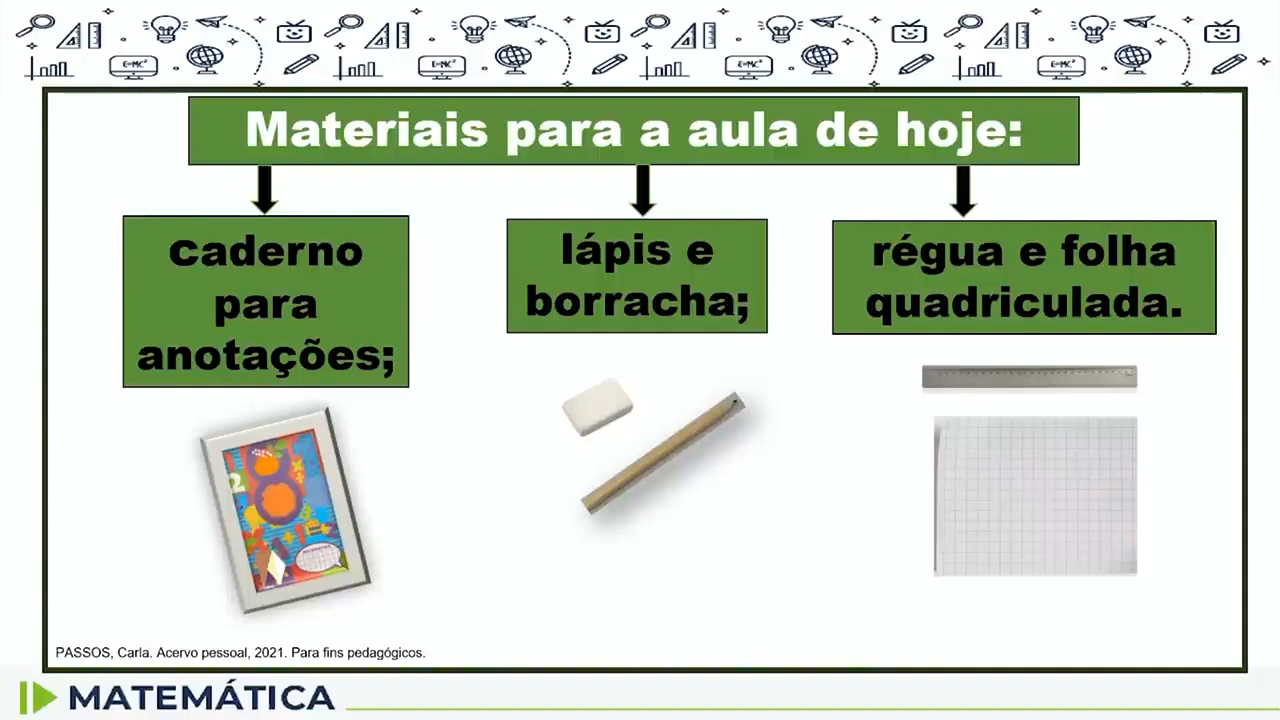 Materiais para a aula de hoje:
caderno
para
anotações;
lápis e
borracha;
régua e folha
quadriculada.
PASSOS, Carla. Acervo pessoal, 2021. Para fins pedagógicos.
MATEMÁTICA